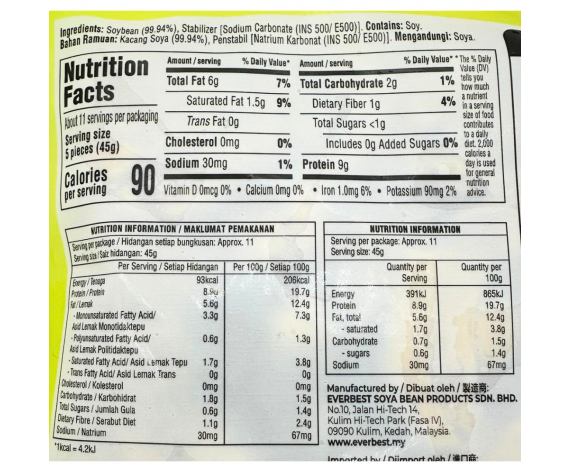 Ingredients: Soybean (99.94%), Stabilizer [Sodium Carbonate (INS 500/ E500)]. Contains: Soy.
Bahan Ramuan: Kacang Soya (99.94%), Penstabil [Natrium Karbonat (INS 500/ E500)]. Mengandungi: Soya.
Nutrition
Facts
About 11 servings per packaging
Serving size
5 pieces (45g)
Calories
per serving
90
Amount / serving % Daily Value*
Total Fat 6g 7%
Saturated Fat 1.5g 9%
Trans Fat 0g
Cholesterol 0mg 0%
Sodium 30mg 1%
Amount / serving % Daily Value*
Total Carbohydrate 2g 1%
Dietary Fiber 1g 4%
Total Sugars <1g
Includes 0g Added Sugars 0%
Protein 9g
Vitamin D 0mcg 0% • Calcium 0mg 0% • Iron 1.0mg 6% • Potassium 90mg 2%
* The % Daily
Value (DV)
tells you
how much
a nutrient
in a serving
size of food
contributes
to a daily
diet. 2,000
calories a
day is used
for general
nutrition
advice.
NUTRITION INFORMATION / MAKLUMAT PEMAKANAN
Serving per package / Hidangan setiap bungkusan: Approx. 11
Serving size / Saiz hidangan: 45g
Per Serving / Setiap Hidangan Per 100g / Setiap 100g
Energy / Tenaga 93kcal 206kcal
Protein / Protein 8.9g 19.7g
Fat / Lemak 5.6g 12.4g
- Monounsaturated Fatty Acid/ 3.3g 7.3g
Asid Lemak Monotidaktepu
- Polyunsaturated Fatty Acid/ 0.6g 1.3g
Asid Lemak Politidaktepu
- Saturated Fatty Acid/ Asid Lemak Tepu 1.7g 3.8g
- Trans Fatty Acid/ Asid Lemak Trans 0g 0g
Cholesterol / Kolesterol 0mg 0mg
Carbohydrate / Karbohidrat 1.8g 1.5g
Total Sugars / Jumlah Gula 0.6g 1.4g
Dietary Fibre / Serabut Diet 1.1g 2.4g
Sodium / Natrium 30mg 67mg
*1kcal = 4.2kJ
NUTRITION INFORMATION
Serving per package: Approx. 11
Serving size: 45g
Quantity per Quantity per
Serving 100g
Energy 391kJ 865kJ
Protein 8.9g 19.7g
Fat, total 5.6g 12.4g
- saturated 1.7g 3.8g
Carbohydrate 0.7g 1.5g
- sugars 0.6g 1.4g
Sodium 30mg 67mg
Manufactured by / Dibuat oleh / 製造商:
EVERBEST SOYA BEAN PRODUCTS SDN. BHD.
No.10, Jalan Hi-Tech 14,
Kulim Hi-Tech Park (Fasa IV),
09090 Kulim, Kedah, Malaysia.
www.everbest.my
Imported by / Diimport oleh / 進口商: